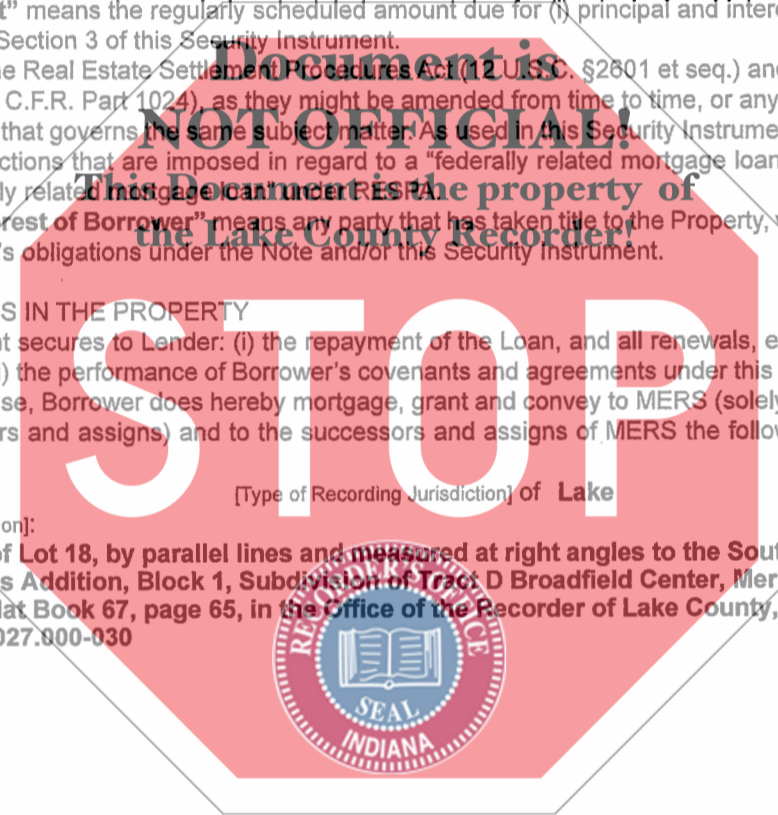 t” means the regularly scheduled amount due for (i) principal and inter
Section 3 of this Security Instrument.
Document is
e Real Estate Settlement Procedures Act (12 U.S.C. §2601 et seq.) and
C.F.R. Part 1024), as they might be amended from time to time, or any
NOT OFFICIAL!
that governs the same subject matter. As used in this Security Instrume
ctions that are imposed in regard to a “federally related mortgage loan
This Document is the property of
ly related mortgage loan” under RESPA.
rest of Borrower” means any party that has taken title to the Property,
the Lake County Recorder!
's obligations under the Note and/or this Security Instrument.
S IN THE PROPERTY
STOP
t secures to Lender: (i) the repayment of the Loan, and all renewals, e
) the performance of Borrower’s covenants and agreements under this
se, Borrower does hereby mortgage, grant and convey to MERS (solely
rs and assigns) and to the successors and assigns of MERS the follow
[Type of Recording Jurisdiction] of Lake
on]:
f Lot 18, by parallel lines and measured at right angles to the Sout
s Addition, Block 1, Subdivision of Tract D Broadfield Center, Mer
lat Book 67, page 65, in the Office of the Recorder of Lake County,
027.000-030
RECORDER'S OFFICE
SEAL
INDIANA